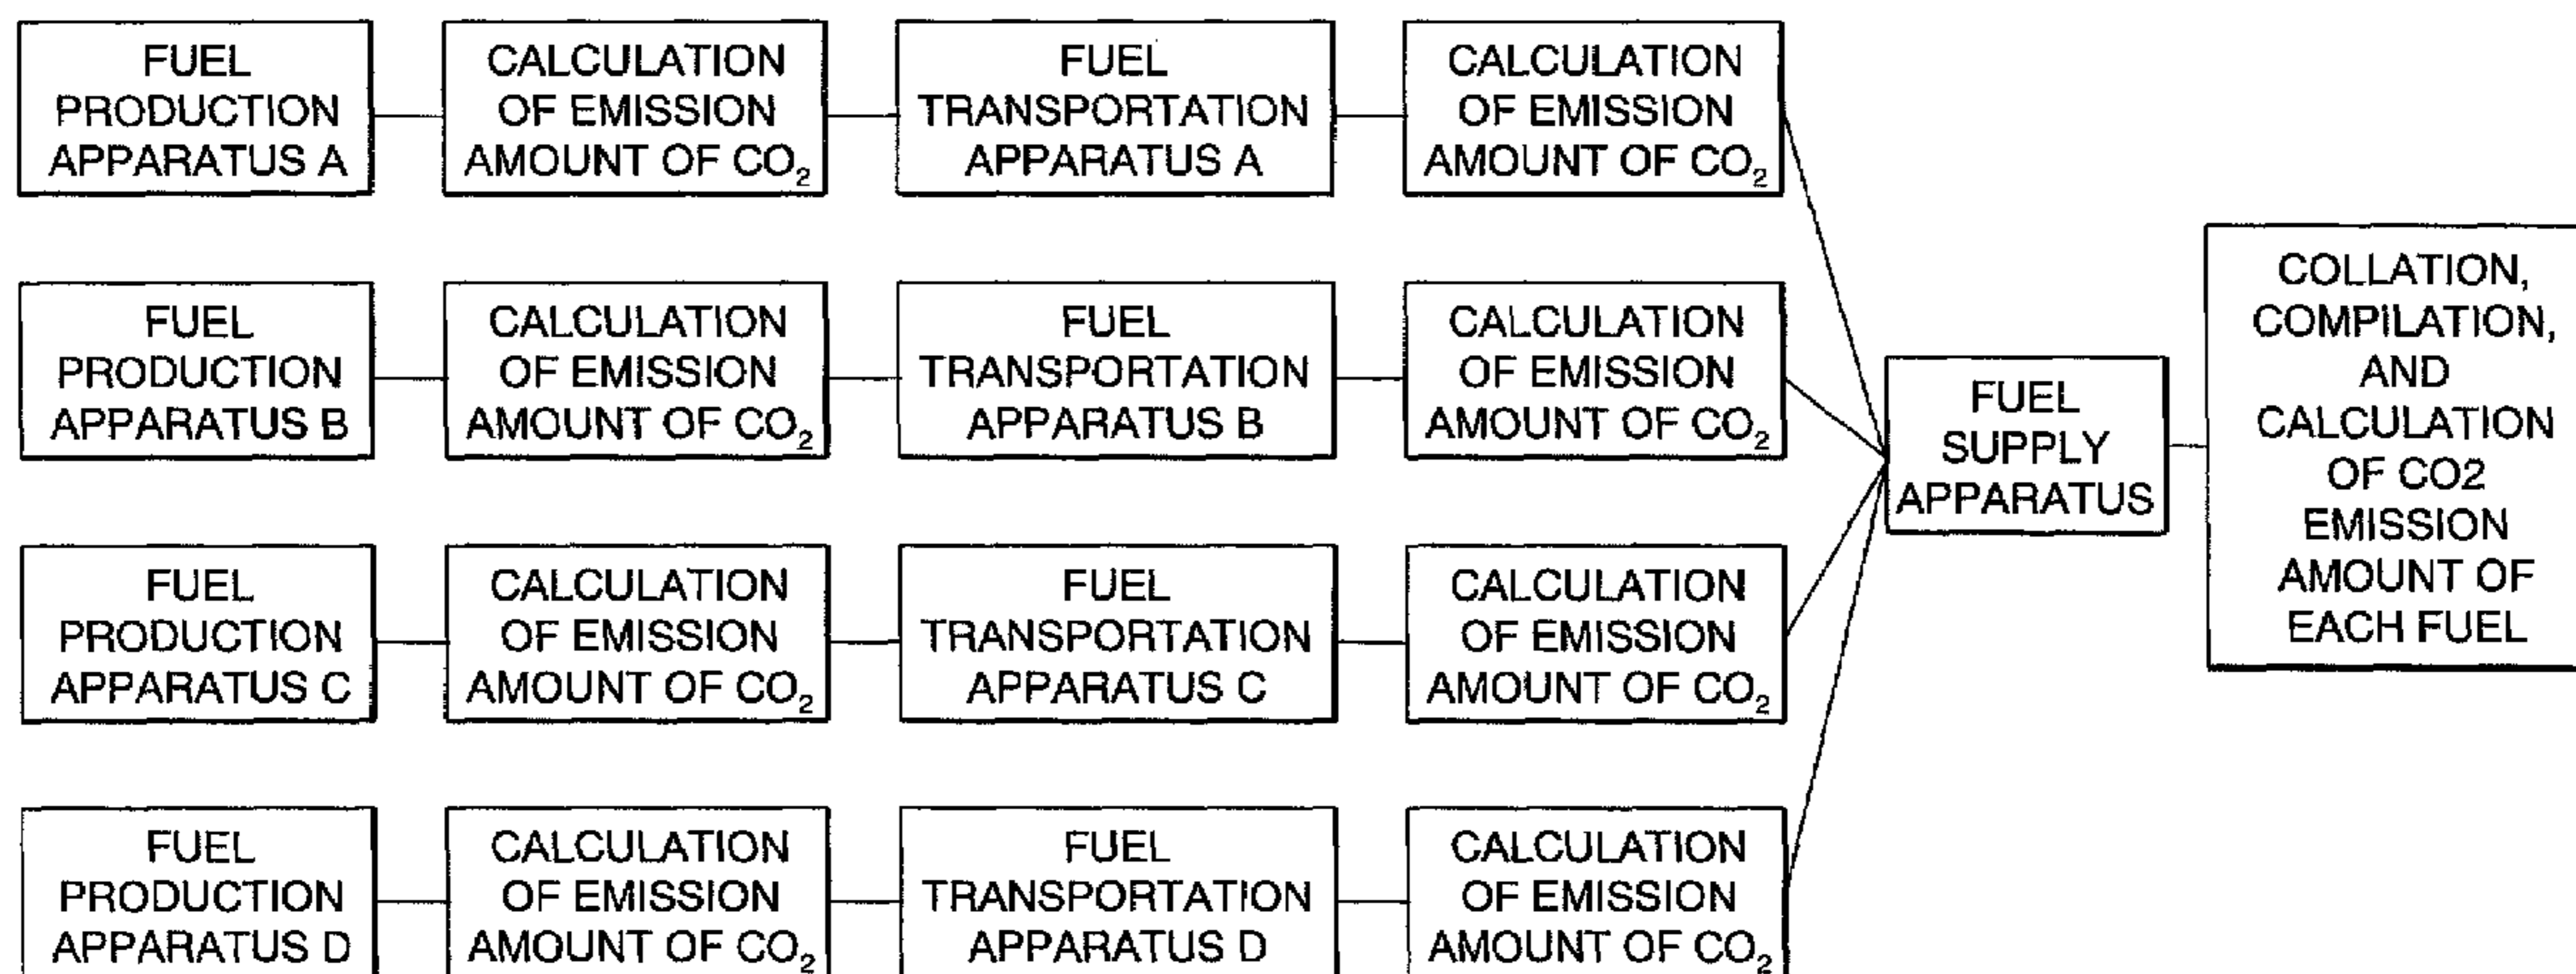 FUEL
PRODUCTION
APPARATUS A
CALCULATION
OF EMISSION
AMOUNT OF CO₂
FUEL
TRANSPORTATION
APPARATUS A
CALCULATION
OF EMISSION
AMOUNT OF CO₂
FUEL
PRODUCTION
APPARATUS B
CALCULATION
OF EMISSION
AMOUNT OF CO₂
FUEL
TRANSPORTATION
APPARATUS B
CALCULATION
OF EMISSION
AMOUNT OF CO₂
FUEL
PRODUCTION
APPARATUS C
CALCULATION
OF EMISSION
AMOUNT OF CO₂
FUEL
TRANSPORTATION
APPARATUS C
CALCULATION
OF EMISSION
AMOUNT OF CO₂
FUEL
PRODUCTION
APPARATUS D
CALCULATION
OF EMISSION
AMOUNT OF CO₂
FUEL
TRANSPORTATION
APPARATUS D
CALCULATION
OF EMISSION
AMOUNT OF CO₂
FUEL
SUPPLY
APPARATUS
COLLATION,
COMPILATION,
AND
CALCULATION
OF CO2
EMISSION
AMOUNT OF
EACH FUEL